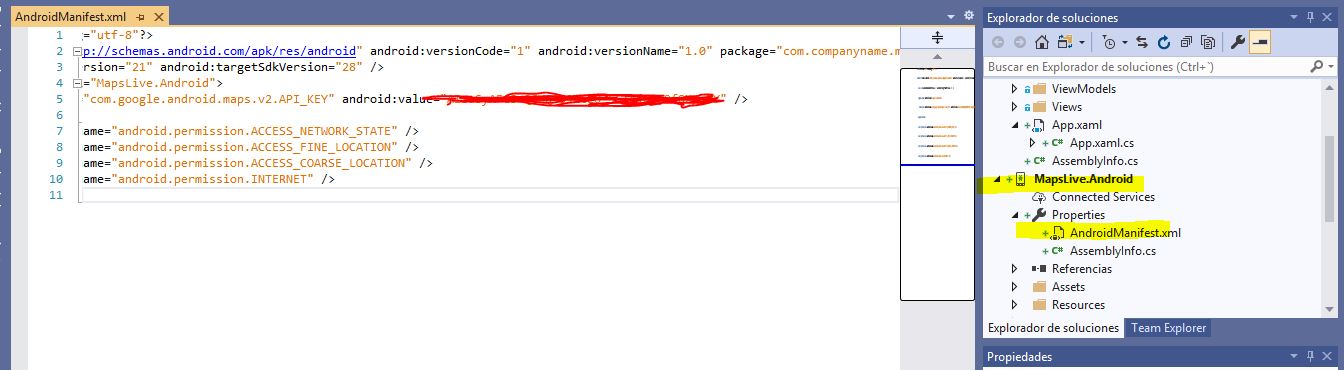 AndroidManifest.xml
1 ="utf-8"?>
2 p://schemas.android.com/apk/res/android" android:versionCode="1" android:versionName="1.0" package="com.companyname.m
3 ersion="21" android:targetSdkVersion="28" />
4 ="MapsLive.Android">
5 "com.google.android.maps.v2.API_KEY" android:value= />
7 ame="android.permission.ACCESS_NETWORK_STATE" />
8 ame="android.permission.ACCESS_FINE_LOCATION" />
9 ame="android.permission.ACCESS_COARSE_LOCATION" />
10 ame="android.permission.INTERNET" />
11
Explorador de soluciones
Buscar en Explorador de soluciones (Ctrl+`)
ViewModels
Views
App.xaml
App.xaml.cs
AssemblyInfo.cs
MapsLive.Android
Connected Services
Properties
AndroidManifest.xml
AssemblyInfo.cs
Referencias
Assets
Resources
Explorador de soluciones Team Explorer
Propiedades